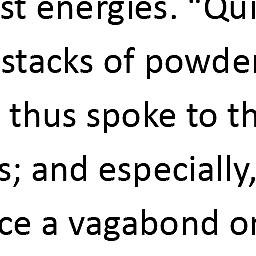 st energies. "Qui
stacks of powder
thus spoke to th
s; and especially,
ce a vagabond or